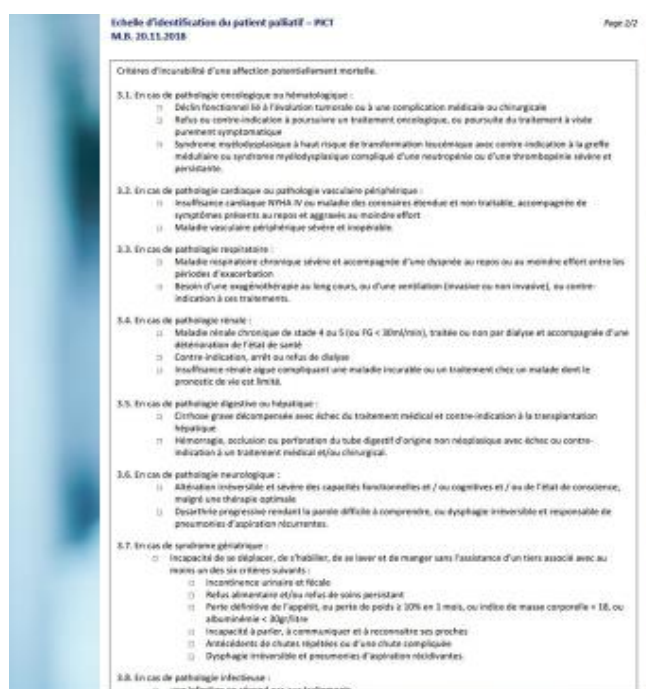 Echelle d'identification du patient palliatif – PICT
Page 2/2
M.B. 20.11.2018
Critères d'incurabilité d'une affection potentiellement mortelle.
3.1. En cas de pathologie oncologique ou hématologique :
Déclin fonctionnel lié à l'évolution tumorale ou à une complication médicale ou chirurgicale
Refus ou contre-indication à poursuivre un traitement oncologique, ou poursuite du traitement à visée
purement symptomatique
Syndrome myélodysplasique à haut risque de transformation leucémique avec contre-indication à la greffe
médullaire ou syndrome myélodysplasique compliqué d'une neutropénie ou d'une thrombopénie sévère et
persistante.
3.2. En cas de pathologie cardiaque ou pathologie vasculaire périphérique :
Insuffisance cardiaque NYHA IV ou maladie des coronaires étendue et non traitable, accompagnée de
symptômes présents au repos et aggravés au moindre effort
Maladie vasculaire périphérique sévère et inopérable.
3.3. En cas de pathologie respiratoire :
Maladie respiratoire chronique sévère et accompagnée d'une dyspnée au repos ou au moindre effort entre les
périodes d'exacerbation
Besoin d'une oxygénothérapie au long cours, ou d'une ventilation (invasive ou non invasive), ou contre-
indication à ces traitements.
3.4. En cas de pathologie rénale :
Maladie rénale chronique de stade 4 ou 5 (ou FG < 30ml/min), traitée ou non par dialyse et accompagnée d'une
détérioration de l'état de santé
Contre-indication, arrêt ou refus de dialyse
Insuffisance rénale aigue compliquant une maladie incurable ou un traitement chez un malade dont le
pronostic de vie est limité.
3.5. En cas de pathologie digestive ou hépatique :
Cirrhose grave décompensée avec échec du traitement médical et contre-indication à la transplantation
hépatique
Hémorragie, occlusion ou perforation du tube digestif d'origine non néoplasique avec échec ou contre-
indication à un traitement médical et/ou chirurgical.
3.6. En cas de pathologie neurologique :
Altération irréversible et sévère des capacités fonctionnelles et / ou cognitives et / ou de l'état de conscience,
malgré une thérapie optimale
Dysarthrie progressive rendant la parole difficile à comprendre, ou dysphagie irréversible et responsable de
pneumonies d'aspiration récurrentes.
3.7. En cas de syndrome gériatrique :
Incapacité de se déplacer, de s'habiller, de se laver et de manger sans l'assistance d'un tiers associé avec au
moins un des six critères suivants :
Incontinence urinaire et fécale
Refus alimentaire et/ou refus de soins persistant
Perte définitive de l'appétit, ou perte de poids ≥ 10% en 1 mois, ou indice de masse corporelle < 18, ou
albuminémie < 30gr/litre
Incapacité à parler, à communiquer et à reconnaître ses proches
Antécédents de chutes répétées ou d'une chute compliquée
Dysphagie irréversible et pneumonies d'aspiration récidivantes.
3.8. En cas de pathologie infectieuse :